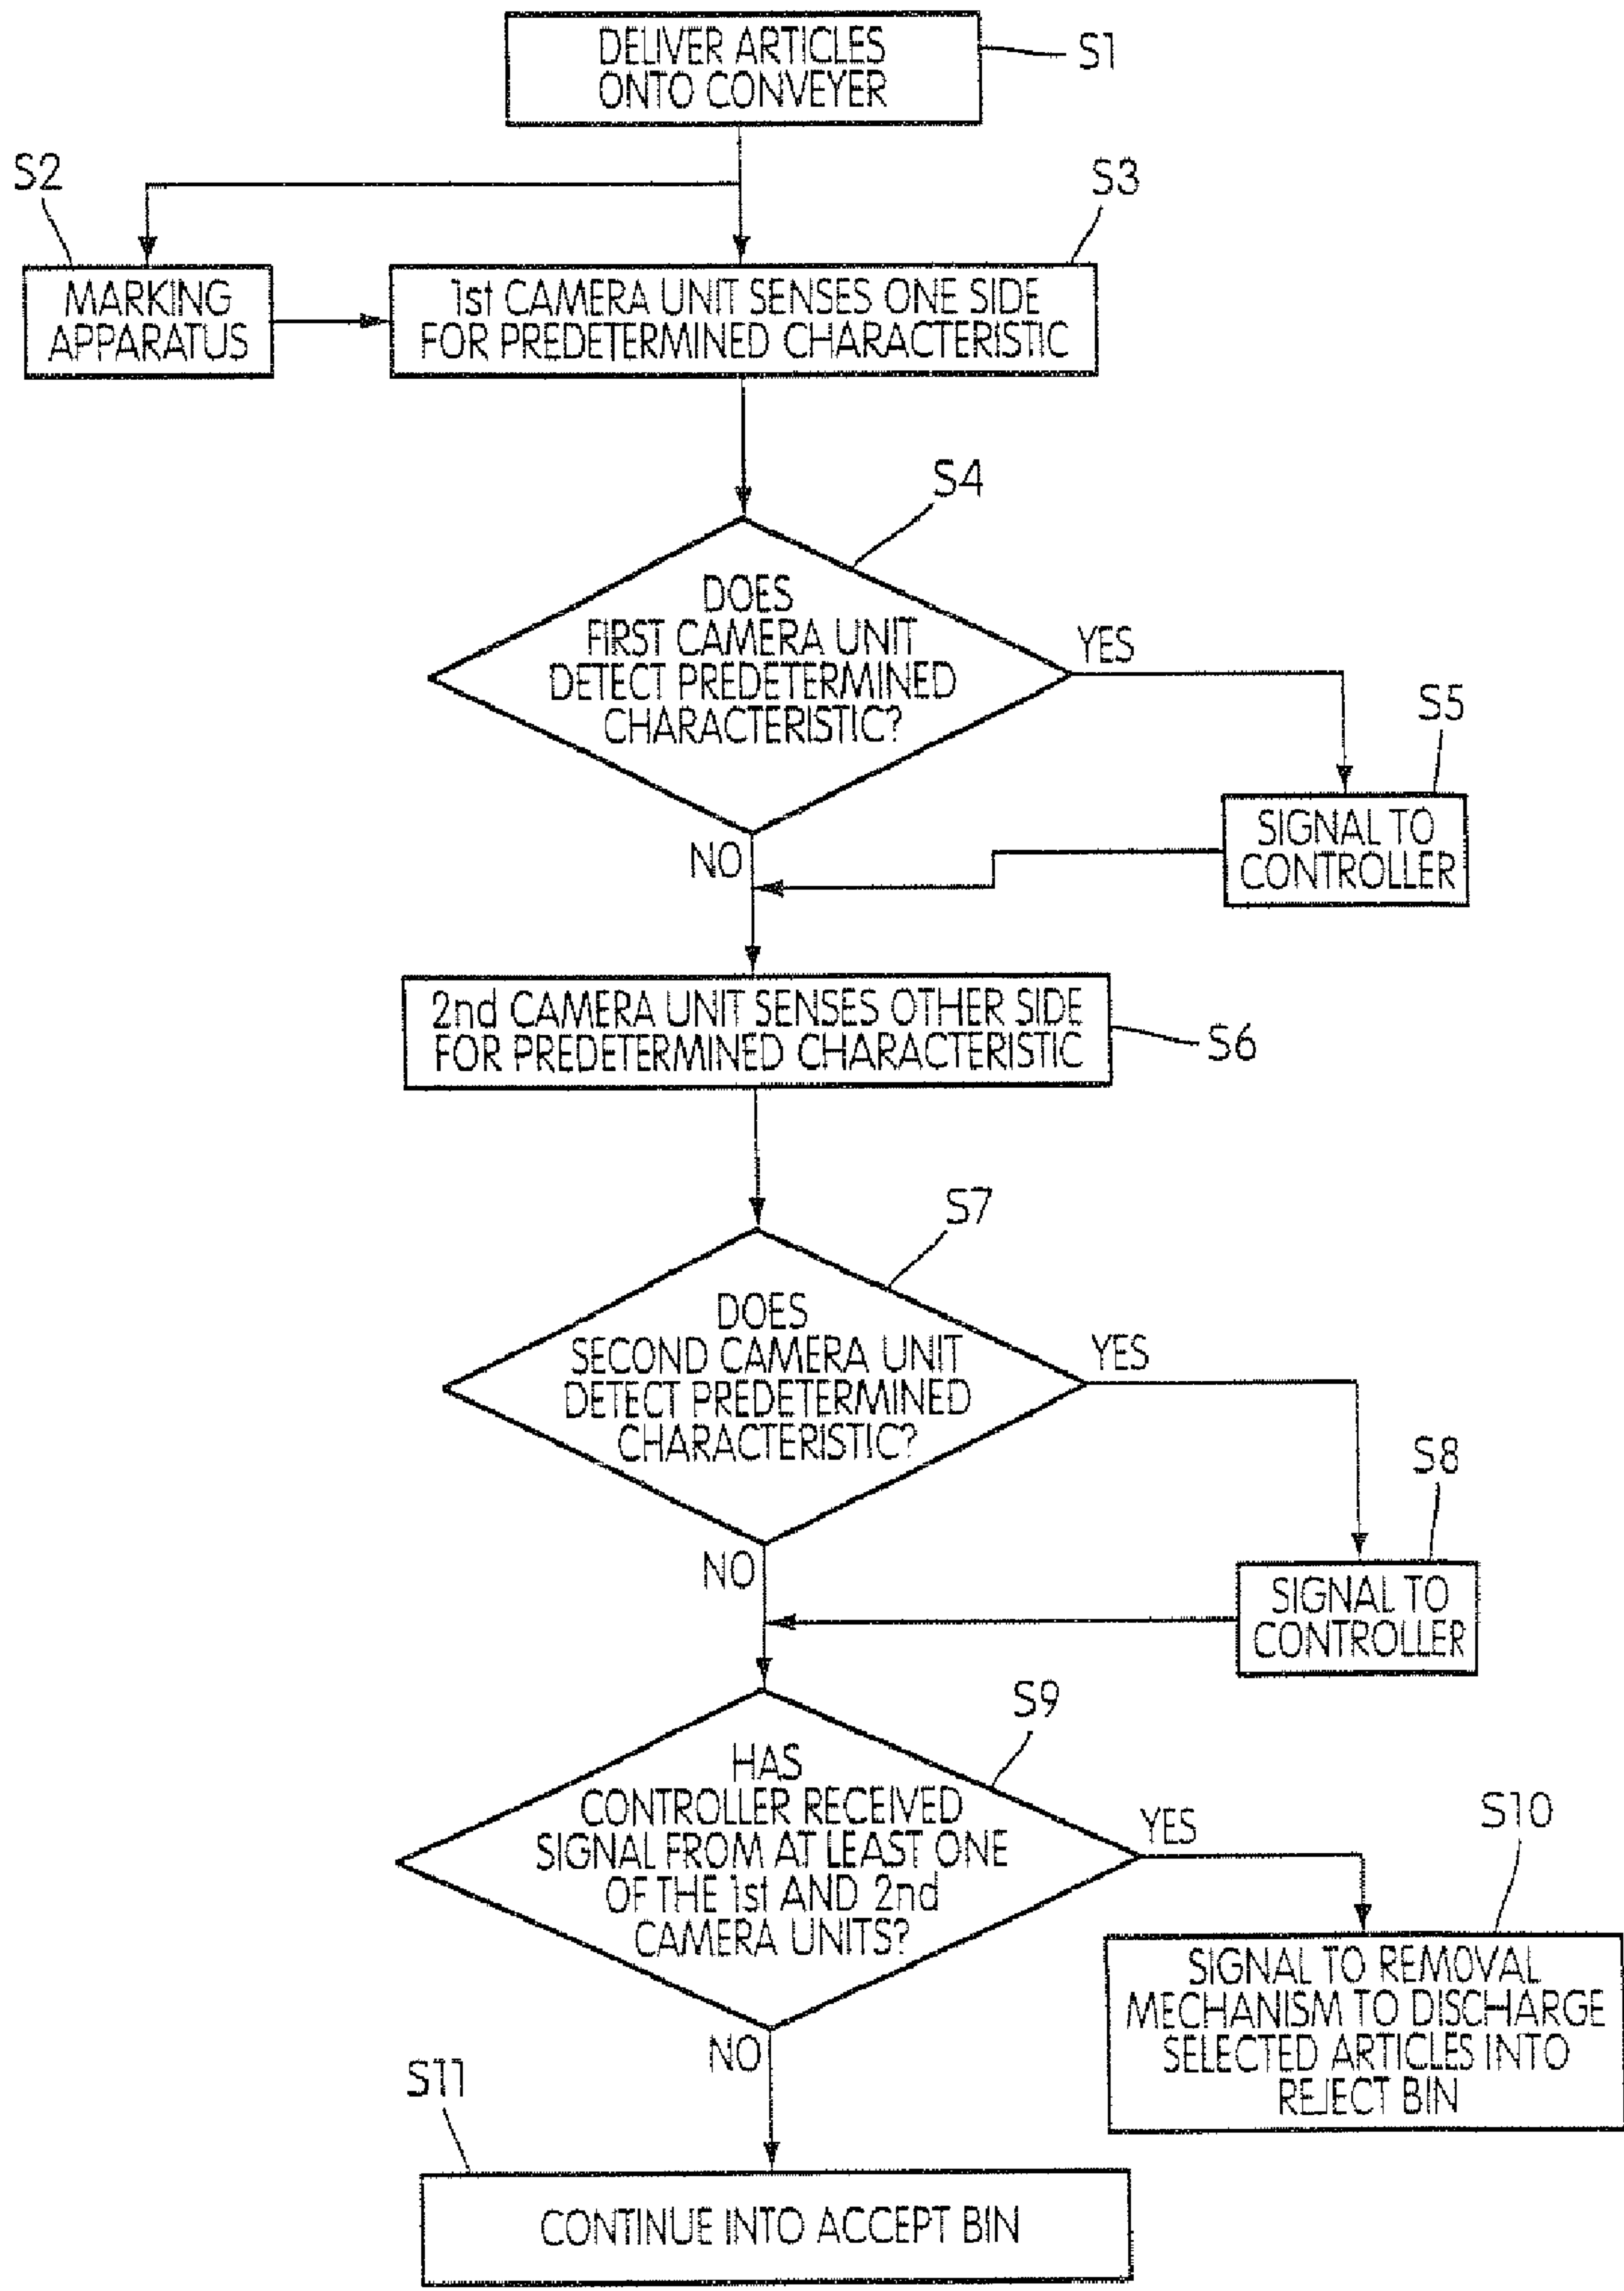 DELIVER ARTICLES
ONTO CONVEYER
S1
S2
S3
MARKING
APPARATUS
1st CAMERA UNIT SENSES ONE SIDE
FOR PREDETERMINED CHARACTERISTIC
S4
DOES
FIRST CAMERA UNIT
DETECT PREDETERMINED
CHARACTERISTIC?
YES
S5
SIGNAL TO
CONTROLLER
NO
2nd CAMERA UNIT SENSES OTHER SIDE
FOR PREDETERMINED CHARACTERISTIC
S6
S7
DOES
SECOND CAMERA UNIT
DETECT PREDETERMINED
CHARACTERISTIC?
YES
S8
SIGNAL TO
CONTROLLER
NO
S9
HAS
CONTROLLER RECEIVED
SIGNAL FROM AT LEAST ONE
OF THE 1st AND 2nd
CAMERA UNITS?
YES
S10
SIGNAL TO REMOVAL
MECHANISM TO DISCHARGE
SELECTED ARTICLES INTO
REJECT BIN
NO
S11
CONTINUE INTO ACCEPT BIN